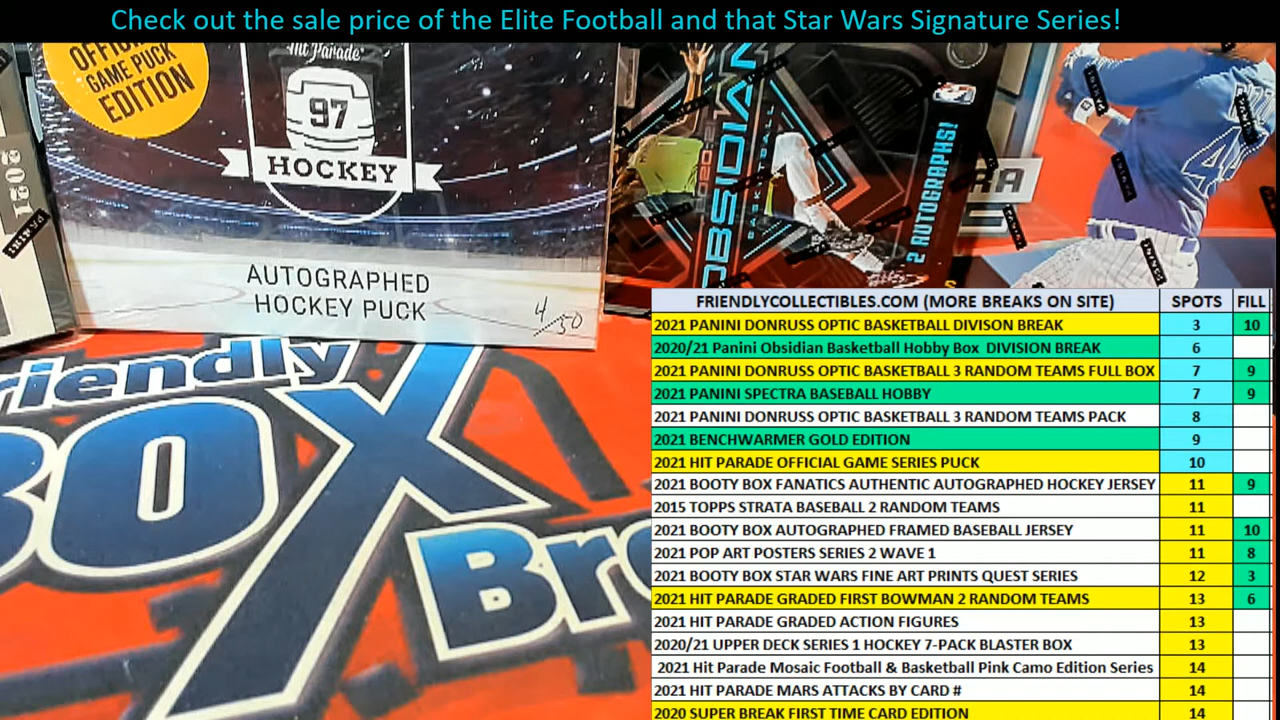 Check out the sale price of the Elite Football and that Star Wars Signature Series!
OFFICIAL
GAME PUCK
EDITION
Hit Parade
97
HOCKEY
AUTOGRAPHED
HOCKEY PUCK
4/50
OBSIDIAN
BASKETBALL
2020-21
2 AUTOGRAPHS!
PANINI
riendly
BOX
Bre
FRIENDLYCOLLECTIBLES.COM (MORE BREAKS ON SITE) SPOTS FILL
2021 PANINI DONRUSS OPTIC BASKETBALL DIVISON BREAK 3 10
2020/21 Panini Obsidian Basketball Hobby Box DIVISION BREAK 6
2021 PANINI DONRUSS OPTIC BASKETBALL 3 RANDOM TEAMS FULL BOX 7 9
2021 PANINI SPECTRA BASEBALL HOBBY 7 9
2021 PANINI DONRUSS OPTIC BASKETBALL 3 RANDOM TEAMS PACK 8
2021 BENCHWARMER GOLD EDITION 9
2021 HIT PARADE OFFICIAL GAME SERIES PUCK 10
2021 BOOTY BOX FANATICS AUTHENTIC AUTOGRAPHED HOCKEY JERSEY 11 9
2015 TOPPS STRATA BASEBALL 2 RANDOM TEAMS 11
2021 BOOTY BOX AUTOGRAPHED FRAMED BASEBALL JERSEY 11 10
2021 POP ART POSTERS SERIES 2 WAVE 1 11 8
2021 BOOTY BOX STAR WARS FINE ART PRINTS QUEST SERIES 12 3
2021 HIT PARADE GRADED FIRST BOWMAN 2 RANDOM TEAMS 13 6
2021 HIT PARADE GRADED ACTION FIGURES 13
2020/21 UPPER DECK SERIES 1 HOCKEY 7-PACK BLASTER BOX 13
2021 Hit Parade Mosaic Football & Basketball Pink Camo Edition Series 14
2021 HIT PARADE MARS ATTACKS BY CARD # 14
2020 SUPER BREAK FIRST TIME CARD EDITION 14